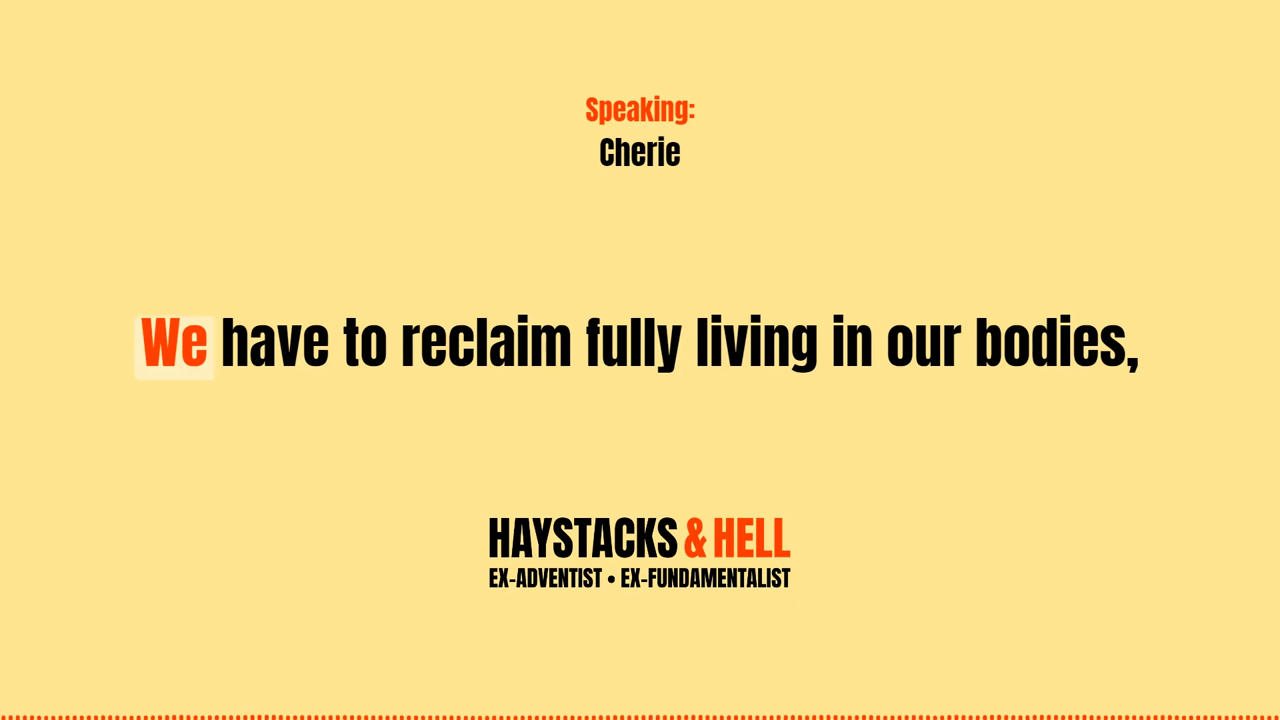 Speaking:
Cherie
We have to reclaim fully living in our bodies,
HAYSTACKS & HELL
EX-ADVENTIST • EX-FUNDAMENTALIST